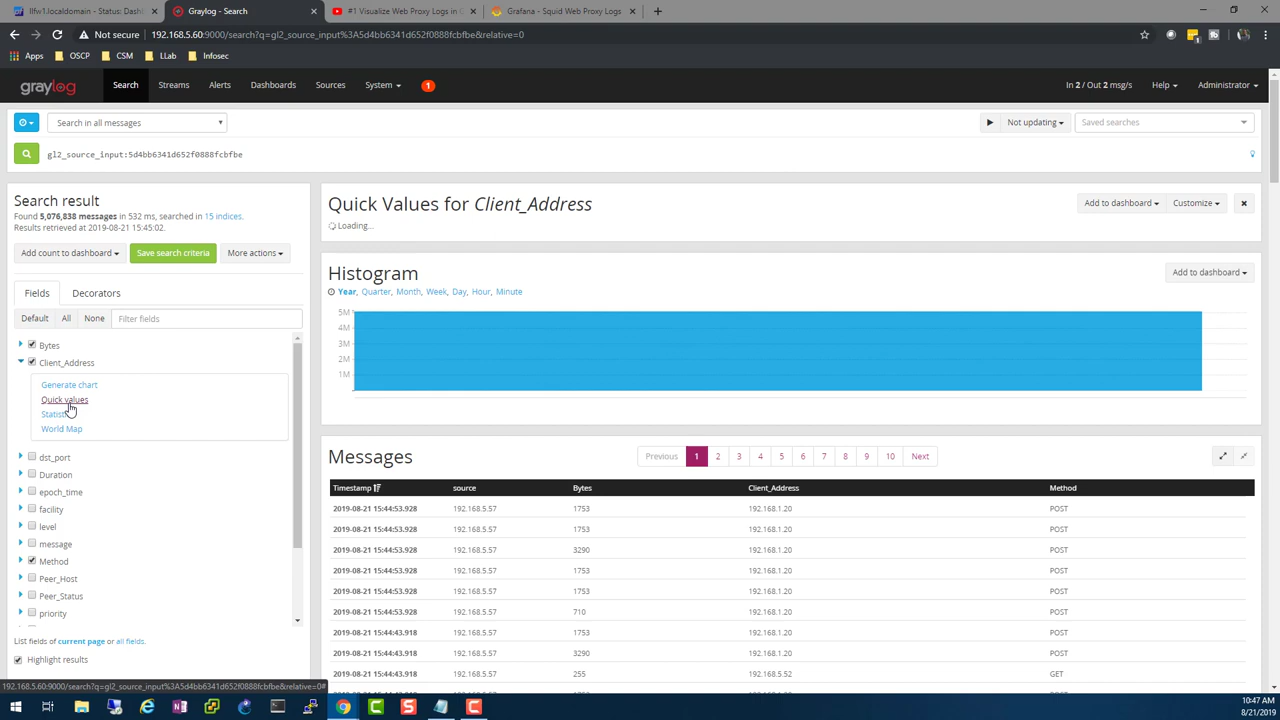 llfw1.localdomain - Status: Dashb
Graylog - Search
#1 Visualize Web Proxy Logs in G
Grafana - Squid Web Proxy Logs
Not secure 192.168.5.60:9000/search?q=gl2_source_input%3A5d4bb6341d652f0888fcbfbe&relative=0
Apps OSCP CSM LLab Infosec
graylog Search Streams Alerts Dashboards Sources System 1 In 2 / Out 2 msg/s Help Administrator
Search in all messages Not updating Saved searches
gl2_source_input:5d4bb6341d652f0888fcbfbe
Search result
Found 5,076,838 messages in 532 ms, searched in 15 indices.
Results retrieved at 2019-08-21 15:45:02.
Add count to dashboard Save search criteria More actions
Fields Decorators
Default All None Filter fields
Bytes
Client_Address
Generate chart
Quick values
Statisti
World Map
dst_port
Duration
epoch_time
facility
level
message
Method
Peer_Host
Peer_Status
priority
List fields of current page or all fields.
Highlight results
Quick Values for Client_Address Add to dashboard Customize
Loading...
Histogram Add to dashboard
Year, Quarter, Month, Week, Day, Hour, Minute
5M
4M
3M
2M
1M
Messages Previous 1 2 3 4 5 6 7 8 9 10 Next
Timestamp source Bytes Client_Address Method
2019-08-21 15:44:53.928 192.168.5.57 1753 192.168.1.20 POST
2019-08-21 15:44:53.928 192.168.5.57 1753 192.168.1.20 POST
2019-08-21 15:44:53.928 192.168.5.57 3290 192.168.1.20 POST
2019-08-21 15:44:53.928 192.168.5.57 1753 192.168.1.20 POST
2019-08-21 15:44:53.928 192.168.5.57 1753 192.168.1.20 POST
2019-08-21 15:44:53.928 192.168.5.57 710 192.168.1.20 POST
2019-08-21 15:44:43.918 192.168.5.57 1753 192.168.1.20 POST
2019-08-21 15:44:43.918 192.168.5.57 3290 192.168.1.20 POST
2019-08-21 15:44:43.918 192.168.5.57 255 192.168.5.52 GET
192.168.5.60:9000/search?q=gl2_source_input%3A5d4bb6341d652f0888fcbfbe&relative=0#
10:47 AM
8/21/2019